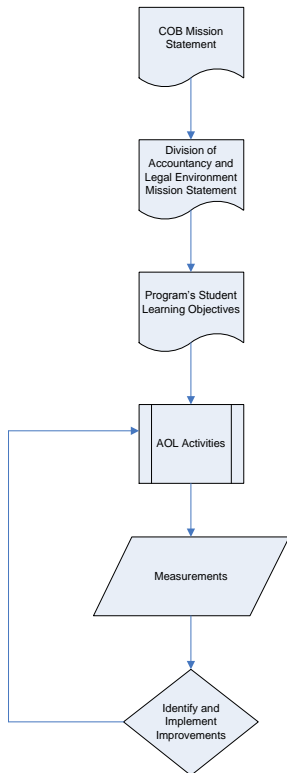 COB Mission
Statement
Division of
Accountancy and
Legal Environment
Mission Statement
Program's Student
Learning Objectives
AOL Activities
Measurements
Identify and
Implement
Improvements